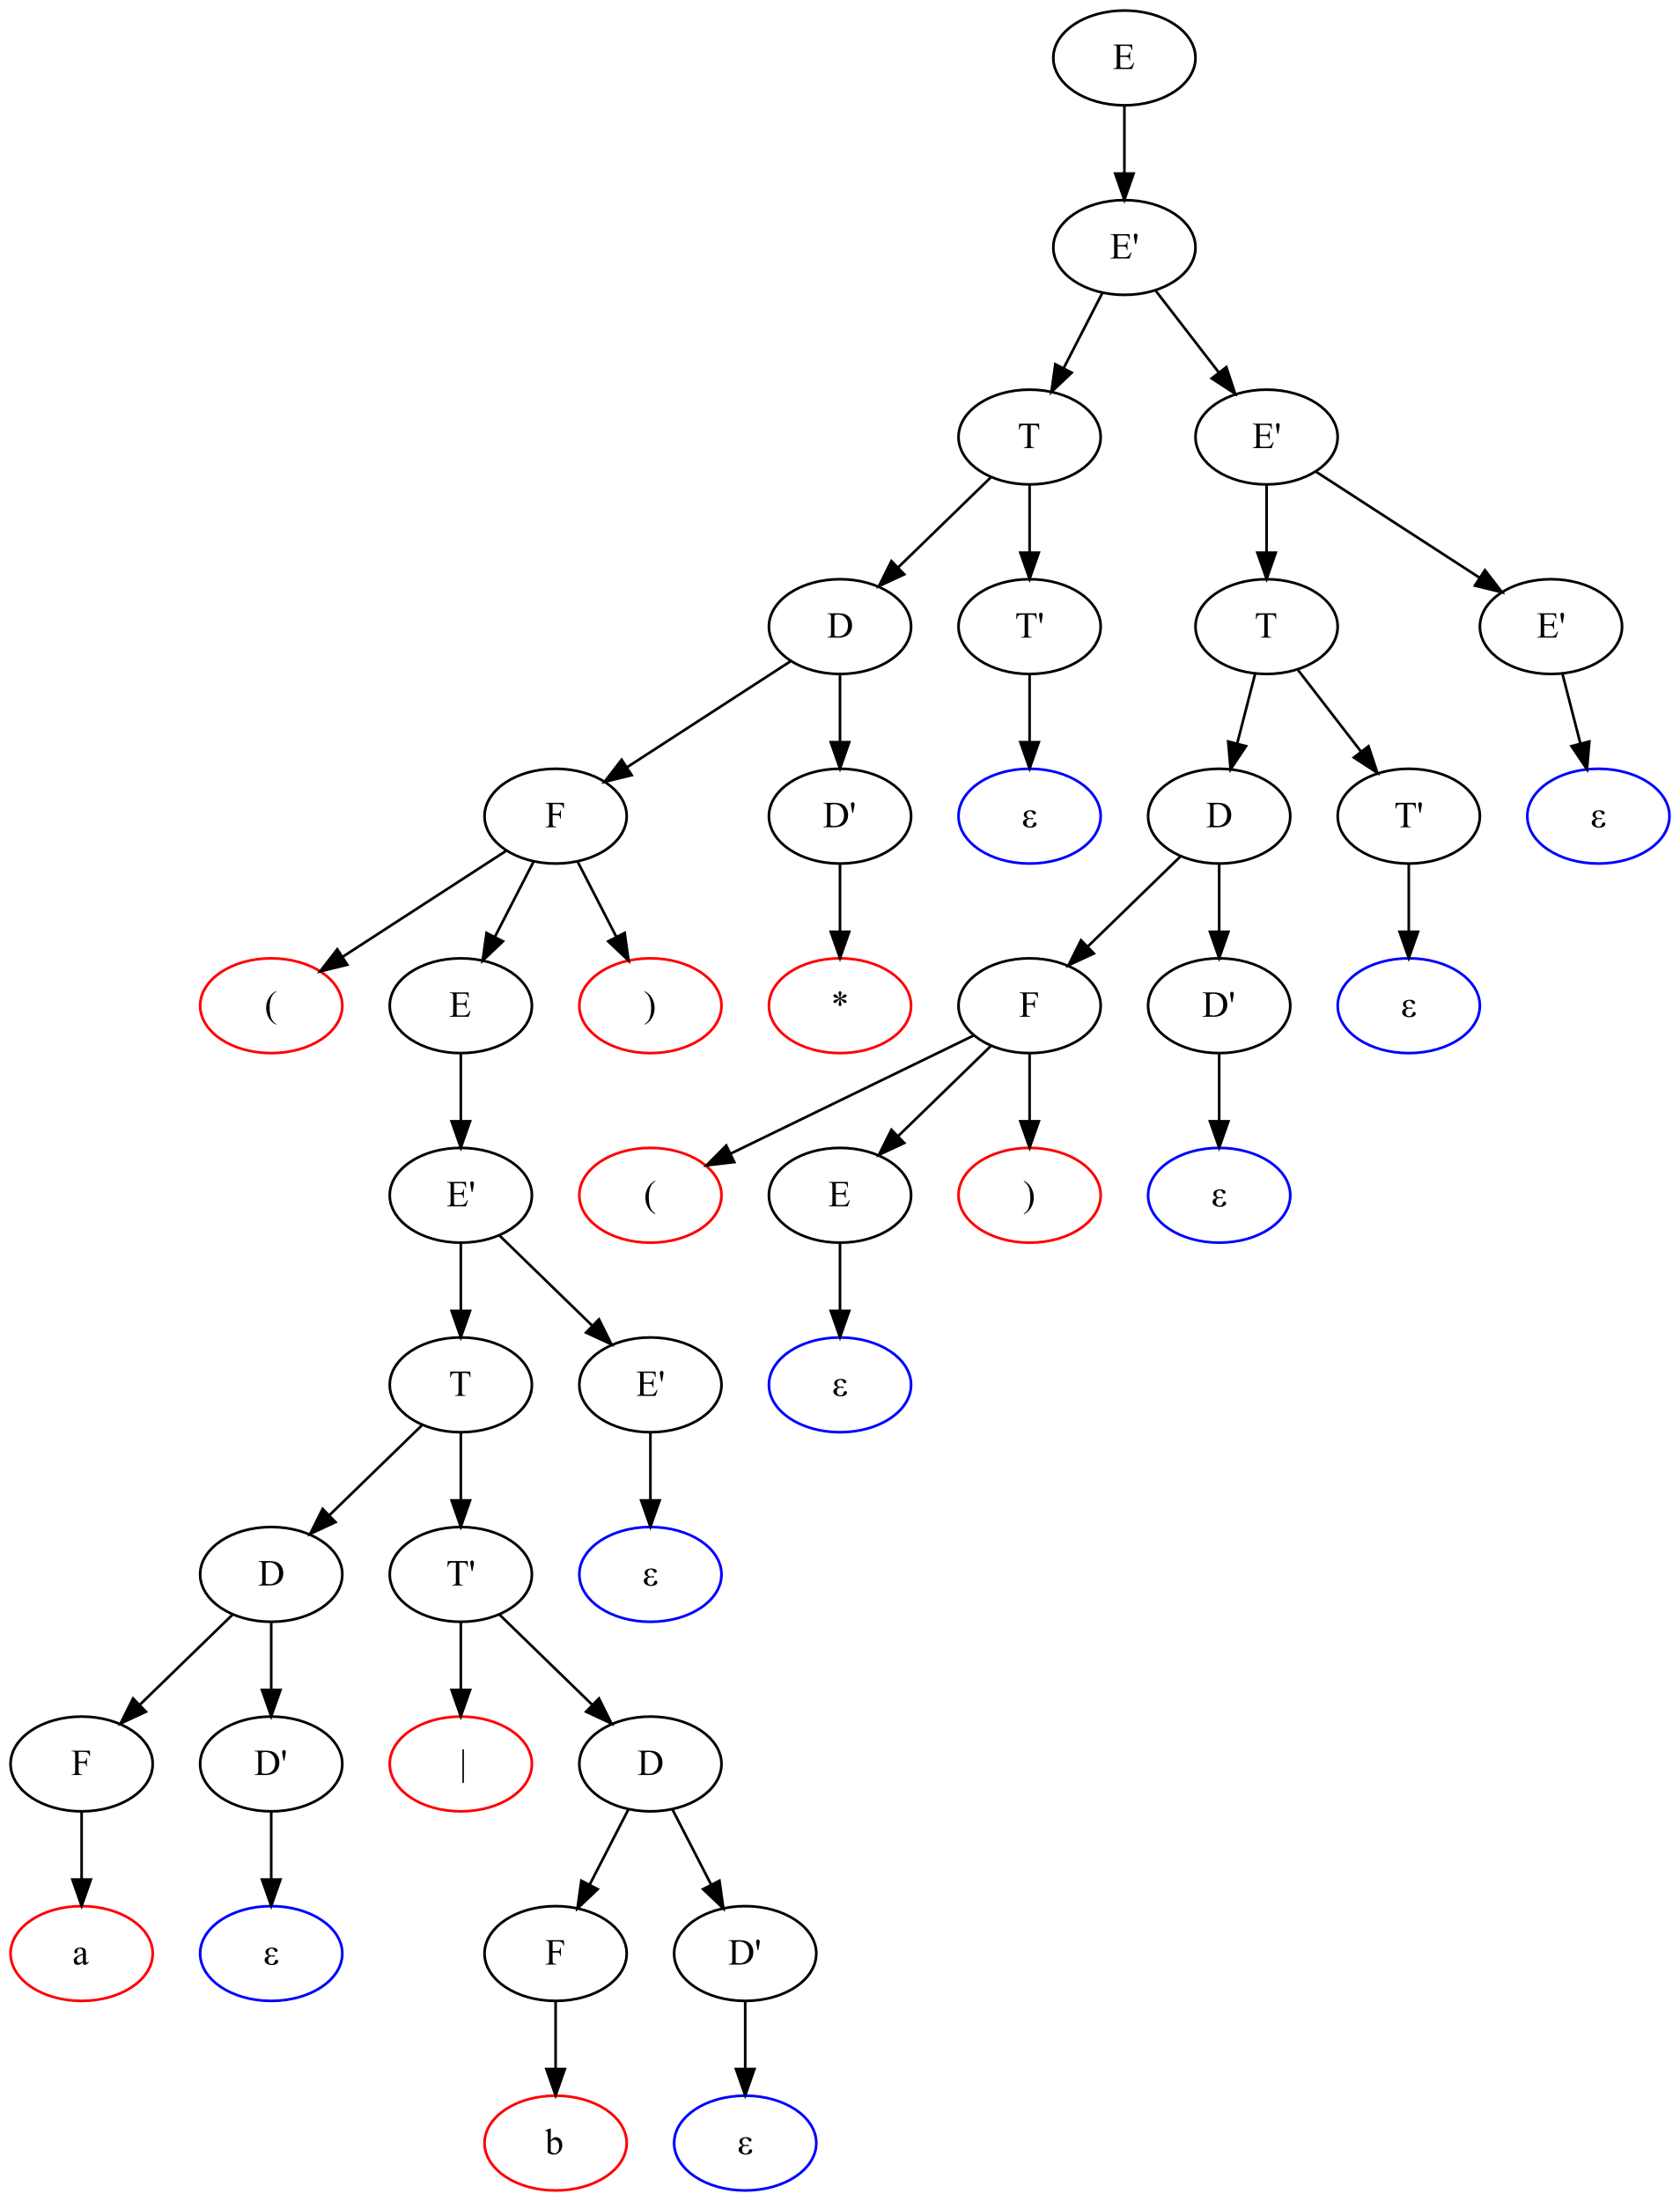 E
E'
T E'
D T' T E'
F D' ε D T' ε
( E ) * F D' ε
E' ( E ) ε
T E' ε
D T' ε
F D' | D
a ε F D'
b ε